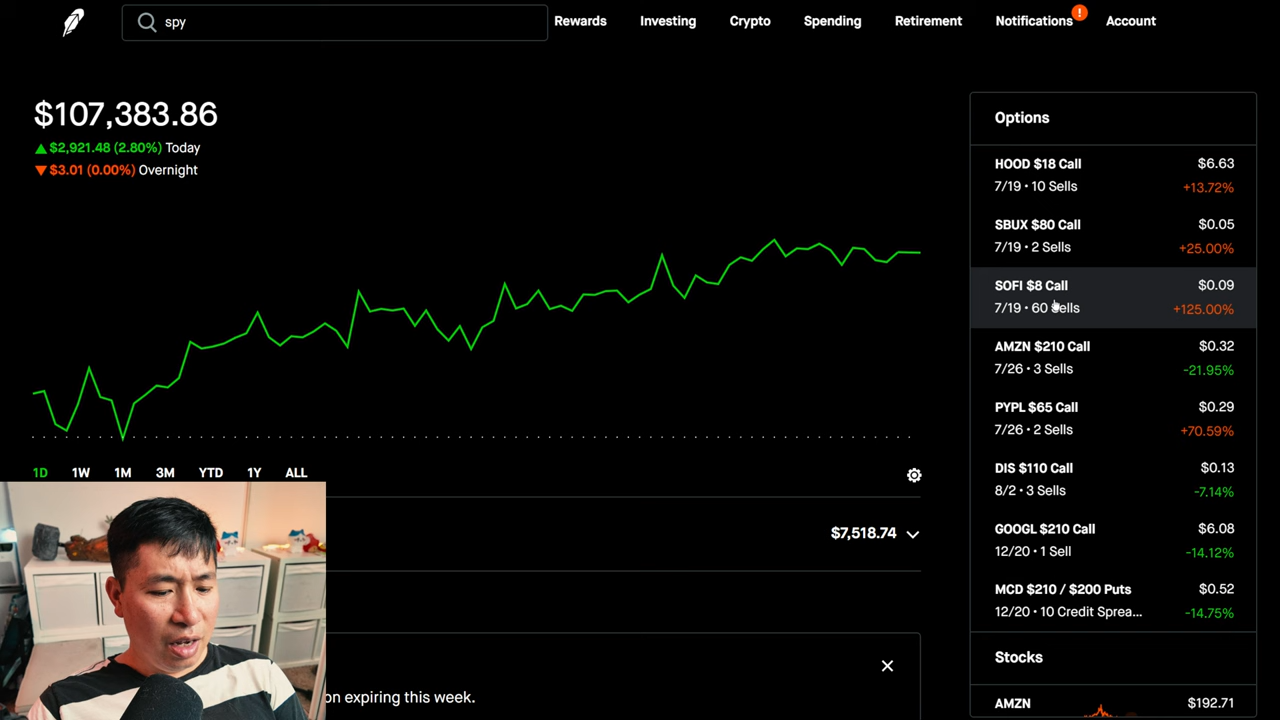 spy
Rewards
Investing
Crypto
Spending
Retirement
Notifications
!
Account
$107,383.86
▲ $2,921.48 (2.80%) Today
▼ $3.01 (0.00%) Overnight
1D 1W 1M 3M YTD 1Y ALL
$7,518.74
on expiring this week.
Options
HOOD $18 Call $6.63
7/19 • 10 Sells +13.72%
SBUX $80 Call $0.05
7/19 • 2 Sells +25.00%
SOFI $8 Call $0.09
7/19 • 60 Sells +125.00%
AMZN $210 Call $0.32
7/26 • 3 Sells -21.95%
PYPL $65 Call $0.29
7/26 • 2 Sells +70.59%
DIS $110 Call $0.13
8/2 • 3 Sells -7.14%
GOOGL $210 Call $6.08
12/20 • 1 Sell -14.12%
MCD $210 / $200 Puts $0.52
12/20 • 10 Credit Sprea... -14.75%
Stocks
AMZN $192.71